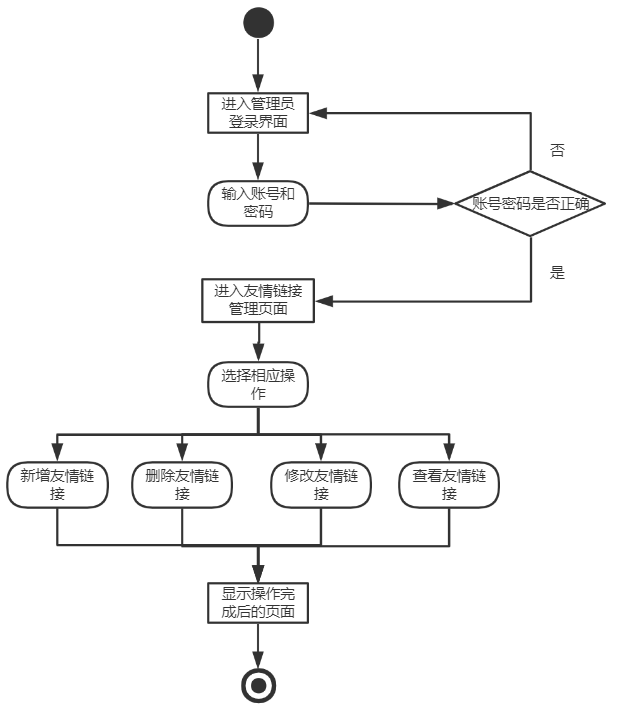 进入管理员
登录界面
否
输入账号和
密码
账号密码是否正确
是
进入友情链接
管理页面
选择相应操
作
新增友情链
接
删除友情链
接
修改友情链
接
查看友情链
接
显示操作完
成后的页面